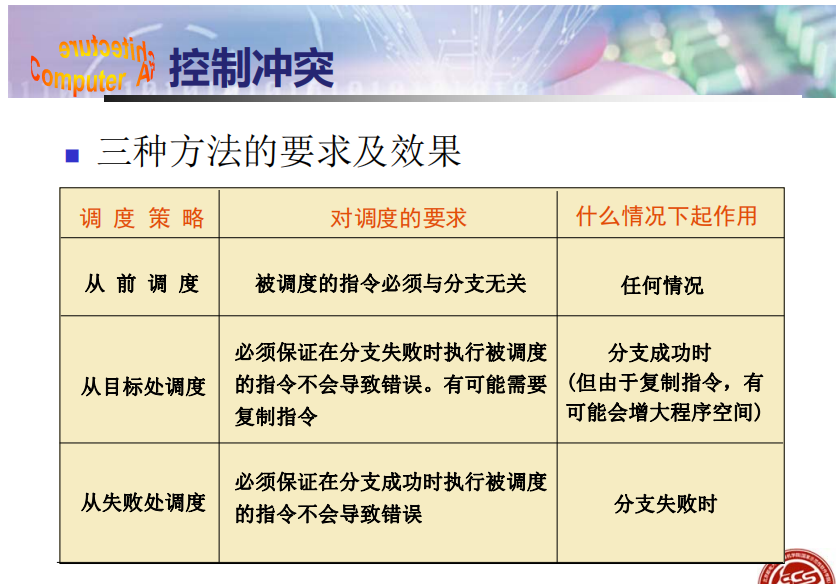 Computer Architecture
控制冲突
三种方法的要求及效果
调 度 策 略
对调度的要求
什么情况下起作用
从 前 调 度
被调度的指令必须与分支无关
任何情况
从目标处调度
必须保证在分支失败时执行被调度
的指令不会导致错误。有可能需要
复制指令
分支成功时
(但由于复制指令，有
可能会增大程序空间)
从失败处调度
必须保证在分支成功时执行被调度
的指令不会导致错误
分支失败时